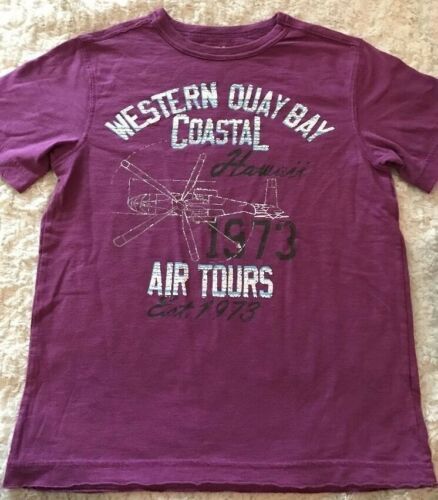 WESTERN QUAY BAY
COASTAL
Hawaii
1973
AIR TOURS
Est. 1973